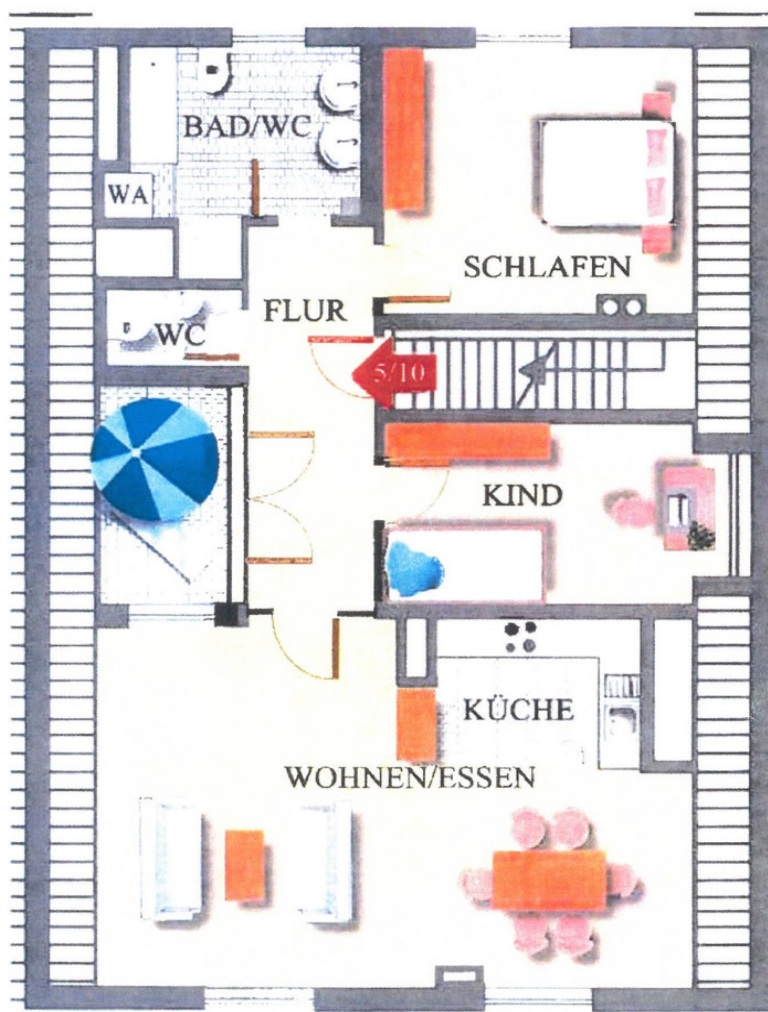 BAD/WC
WA
SCHLAFEN
FLUR
WC
5/10
KIND
KÜCHE
WOHNEN/ESSEN